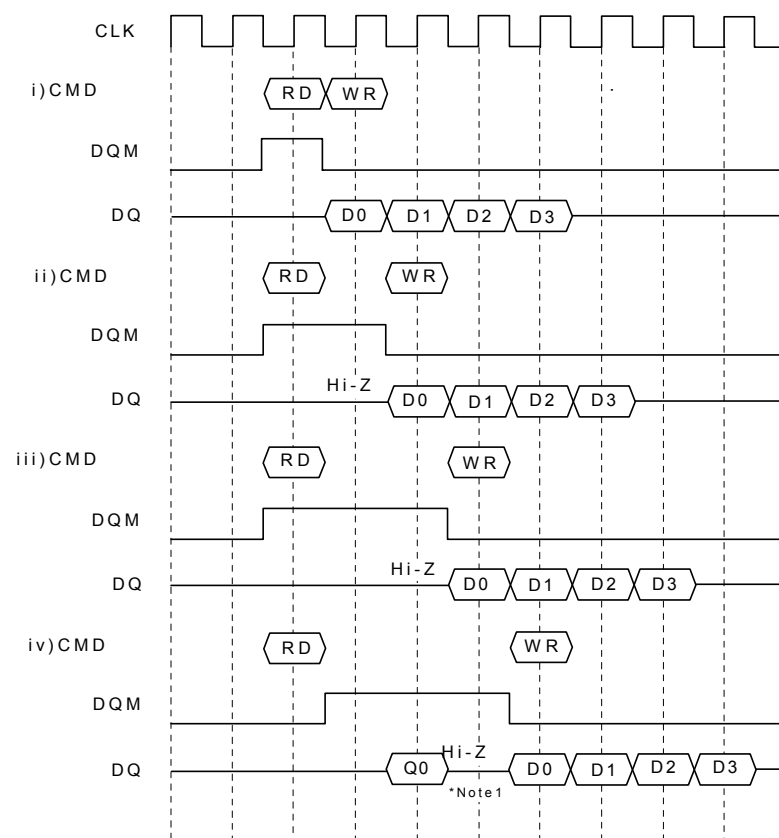 CLK
i)CMD RD WR
DQM
DQ D0 D1 D2 D3
ii)CMD RD WR
DQM
Hi-Z
DQ D0 D1 D2 D3
iii)CMD RD WR
DQM
Hi-Z
DQ D0 D1 D2 D3
iv)CMD RD WR
DQM
Hi-Z
DQ Q0 D0 D1 D2 D3
*Note1